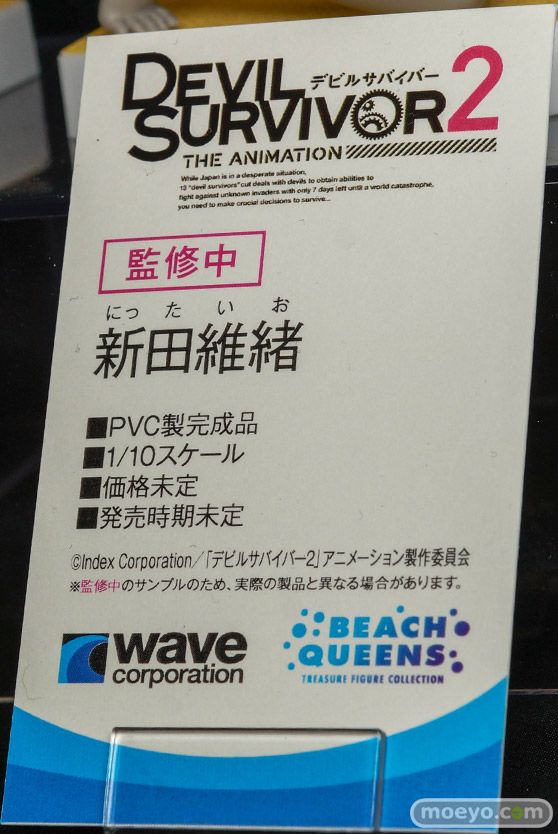 DEVIL
デビルサバイバー
SURVIVOR 2
THE ANIMATION
While Japan is in a desperate situation,
13 "devil survivors" cut deals with devils to obtain abilities to
fight against unknown invaders with only 7 days left until a world catastrophe,
you need to make crucial decisions to survive...
監修中
にった いお
新田維緒
■PVC製完成品
■1/10スケール
■価格未定
■発売時期未定
©Index Corporation/「デビルサバイバー2」アニメーション製作委員会
※監修中のサンプルのため、実際の製品と異なる場合があります。
wave
corporation
BEACH
QUEENS
TREASURE FIGURE COLLECTION
moeyo.com